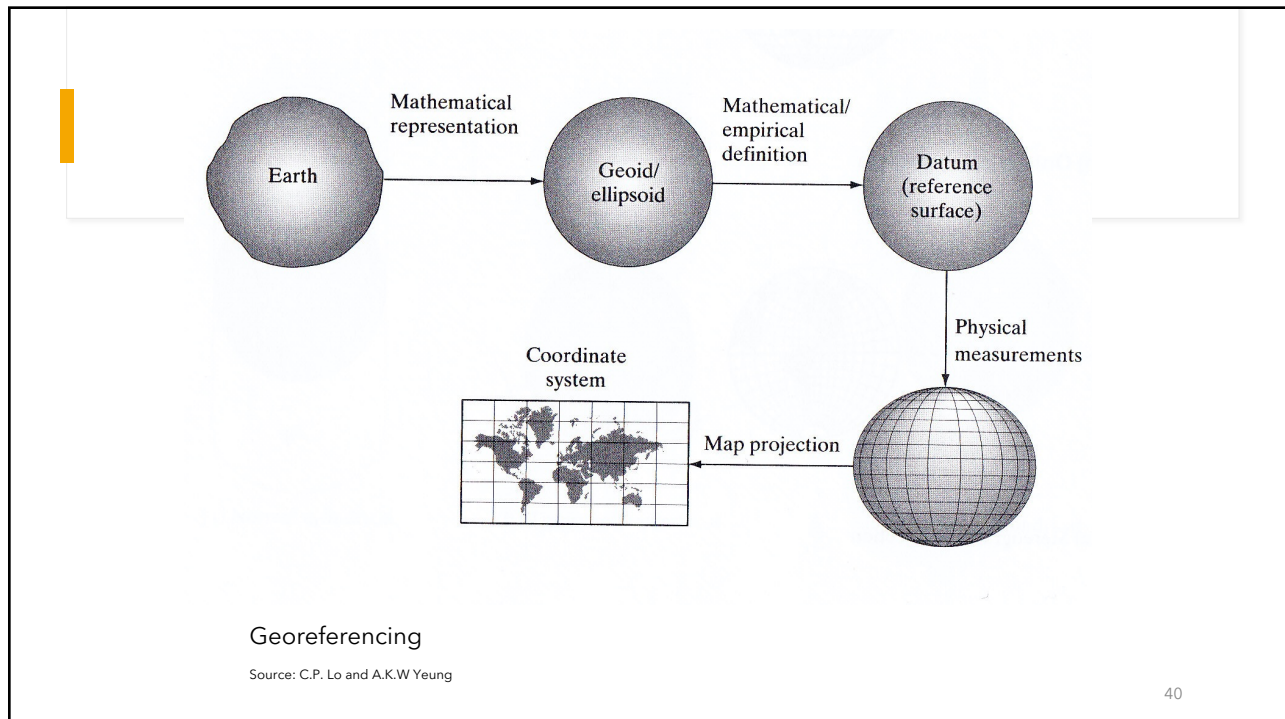 Earth
Mathematical
representation
Geoid/
ellipsoid
Mathematical/
empirical
definition
Datum
(reference
surface)
Physical
measurements
Map projection
Coordinate
system
Georeferencing
Source: C.P. Lo and A.K.W Yeung
40